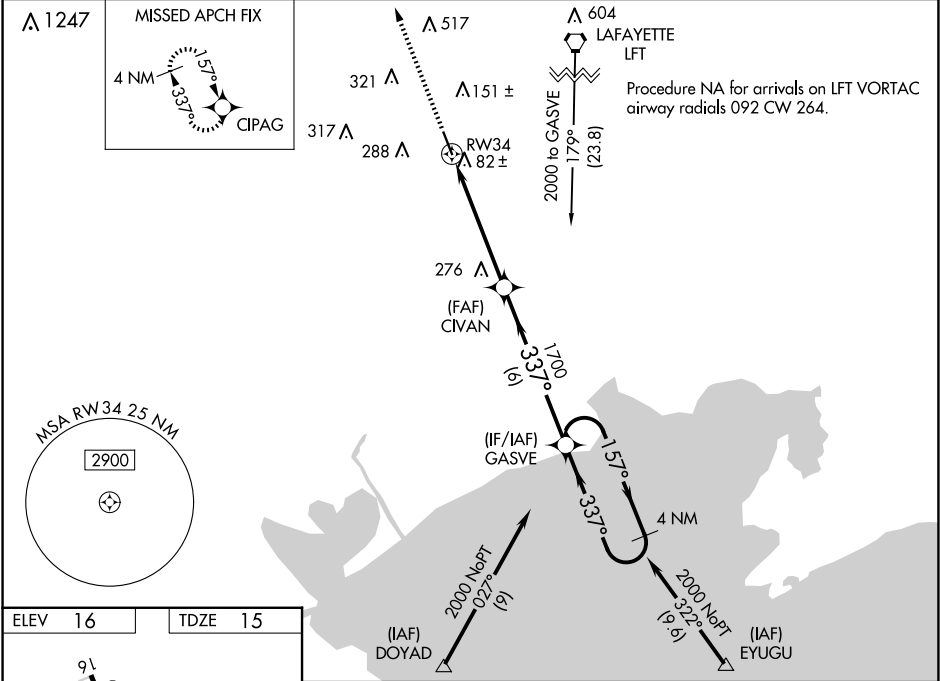 1247
MISSED APCH FIX
4 NM
157°
337°
CIPAG
517
321
151 ±
317
288
RW34
82 ±
604
LAFAYETTE
LFT
2000 to GASVE
179°
(23.8)
Procedure NA for arrivals on LFT VORTAC
airway radials 092 CW 264.
276
(FAF)
CIVAN
1700
337°
(6)
(IF/IAF)
GASVE
157°
337°
4 NM
MSA RW34 25 NM
2900
2000 NoPT
027°
(9)
(IAF)
DOYAD
2000 NoPT
322°
(9.6)
(IAF)
EYUGU
ELEV 16
TDZE 15
16